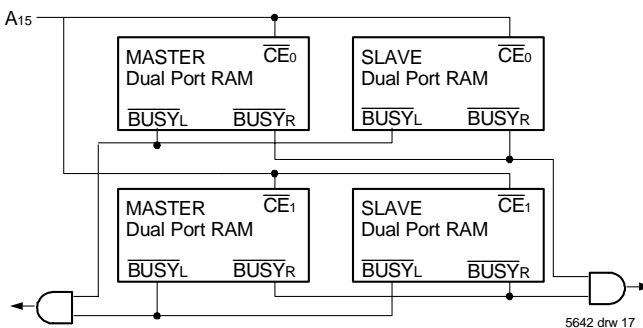 A15
MASTER
Dual Port RAM
CE0
BUSYL BUSYR
SLAVE
Dual Port RAM
CE0
BUSYL BUSYR
MASTER
Dual Port RAM
CE1
BUSYL BUSYR
SLAVE
Dual Port RAM
CE1
BUSYL BUSYR
5642 drw 17